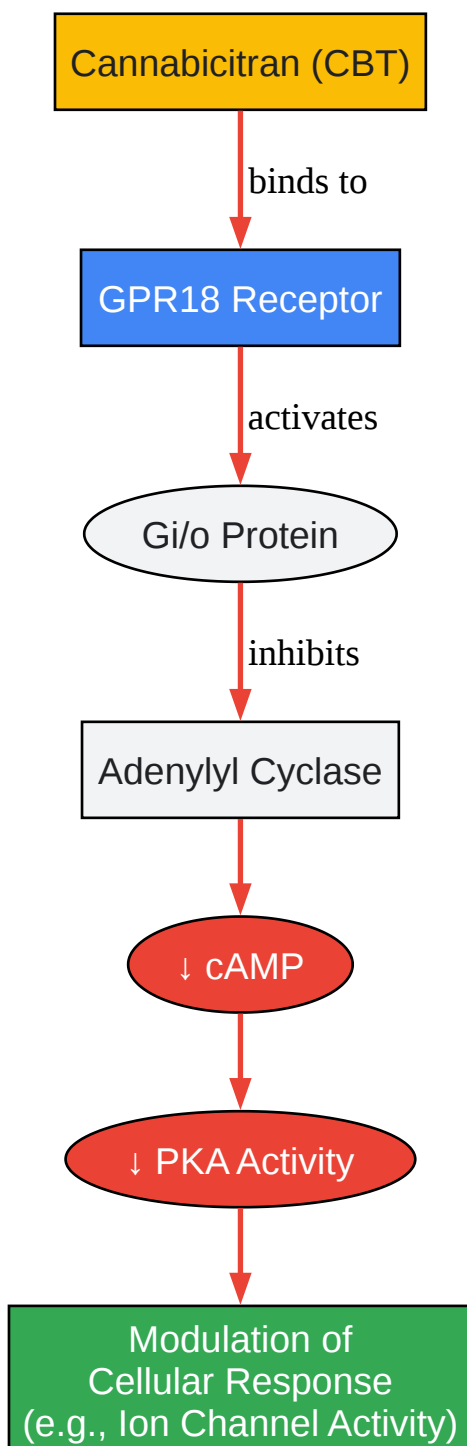 Cannabicitran (CBT)
binds to
GPR18 Receptor
activates
Gi/o Protein
inhibits
Adenylyl Cyclase
↓ cAMP
↓ PKA Activity
Modulation of
Cellular Response
(e.g., Ion Channel Activity)